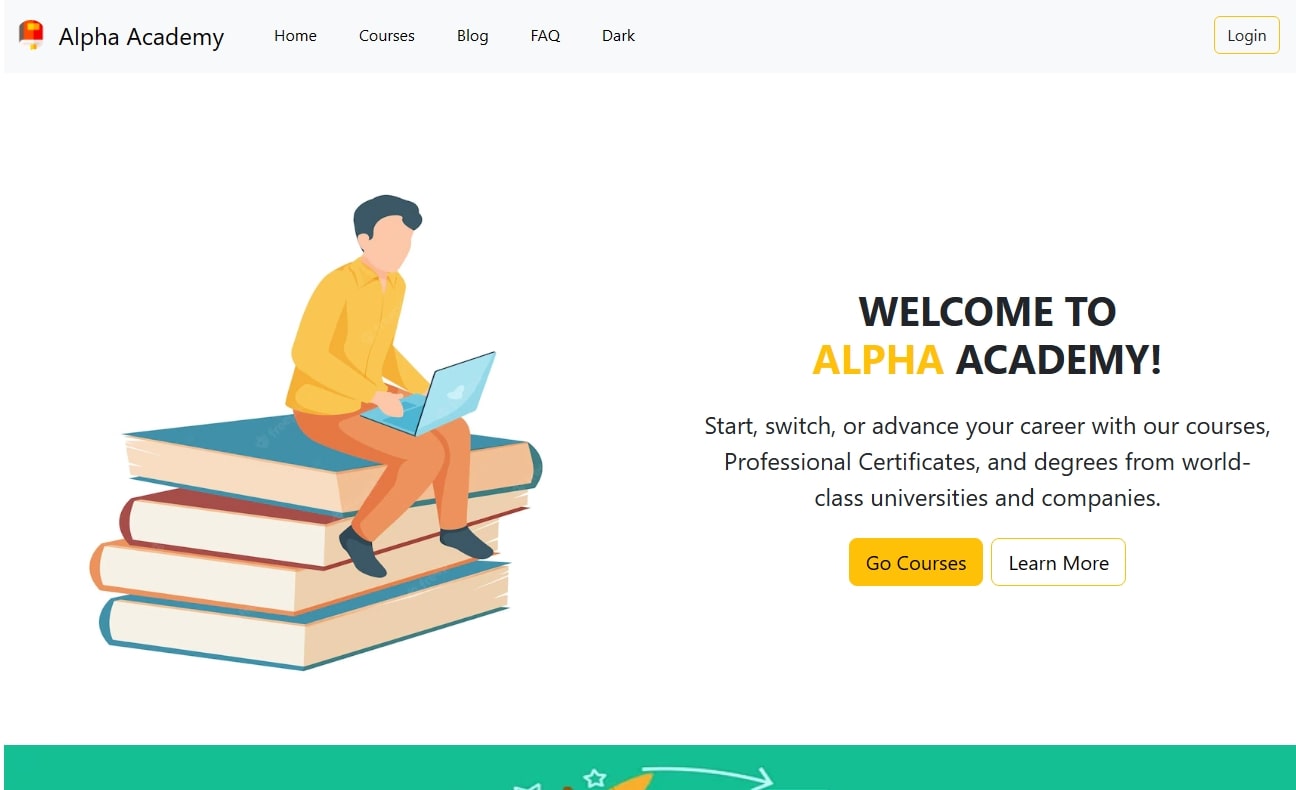 Alpha Academy
Home
Courses
Blog
FAQ
Dark
Login
WELCOME TO
ALPHA ACADEMY!
Start, switch, or advance your career with our courses,
Professional Certificates, and degrees from world-
class universities and companies.
Go Courses
Learn More